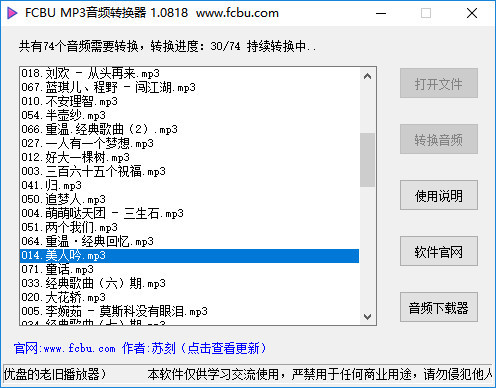 FCBU MP3音频转换器 1.0818 www.fcbu.com
共有74个音频需要转换，转换进度：30/74 持续转换中..
018.刘欢 - 从头再来.mp3
067.蓝琪儿、程野 - 闯江湖.mp3
010.不安理智.mp3
054.半壶纱.mp3
066.重温.经典歌曲（2）.mp3
027.一人有一个梦想.mp3
012.好大一棵树.mp3
003.三百六十五个祝福.mp3
041.归.mp3
050.追梦人.mp3
004.萌萌哒天团 - 三生石.mp3
051.两个我们.mp3
064.重温·经典回忆.mp3
014.美人吟.mp3
071.童话.mp3
033.经典歌曲（六）期.mp3
020.大花轿.mp3
005.李婉茹 - 莫斯科没有眼泪.mp3
034.经典歌曲（七）期.mp3
打开文件
转换音频
使用说明
软件官网
音频下载器
官网:www.fcbu.com 作者:苏刻（点击查看更新）
优盘的老旧播放器） 本软件仅供学习交流使用，严禁用于任何商业用途，请勿侵犯他人